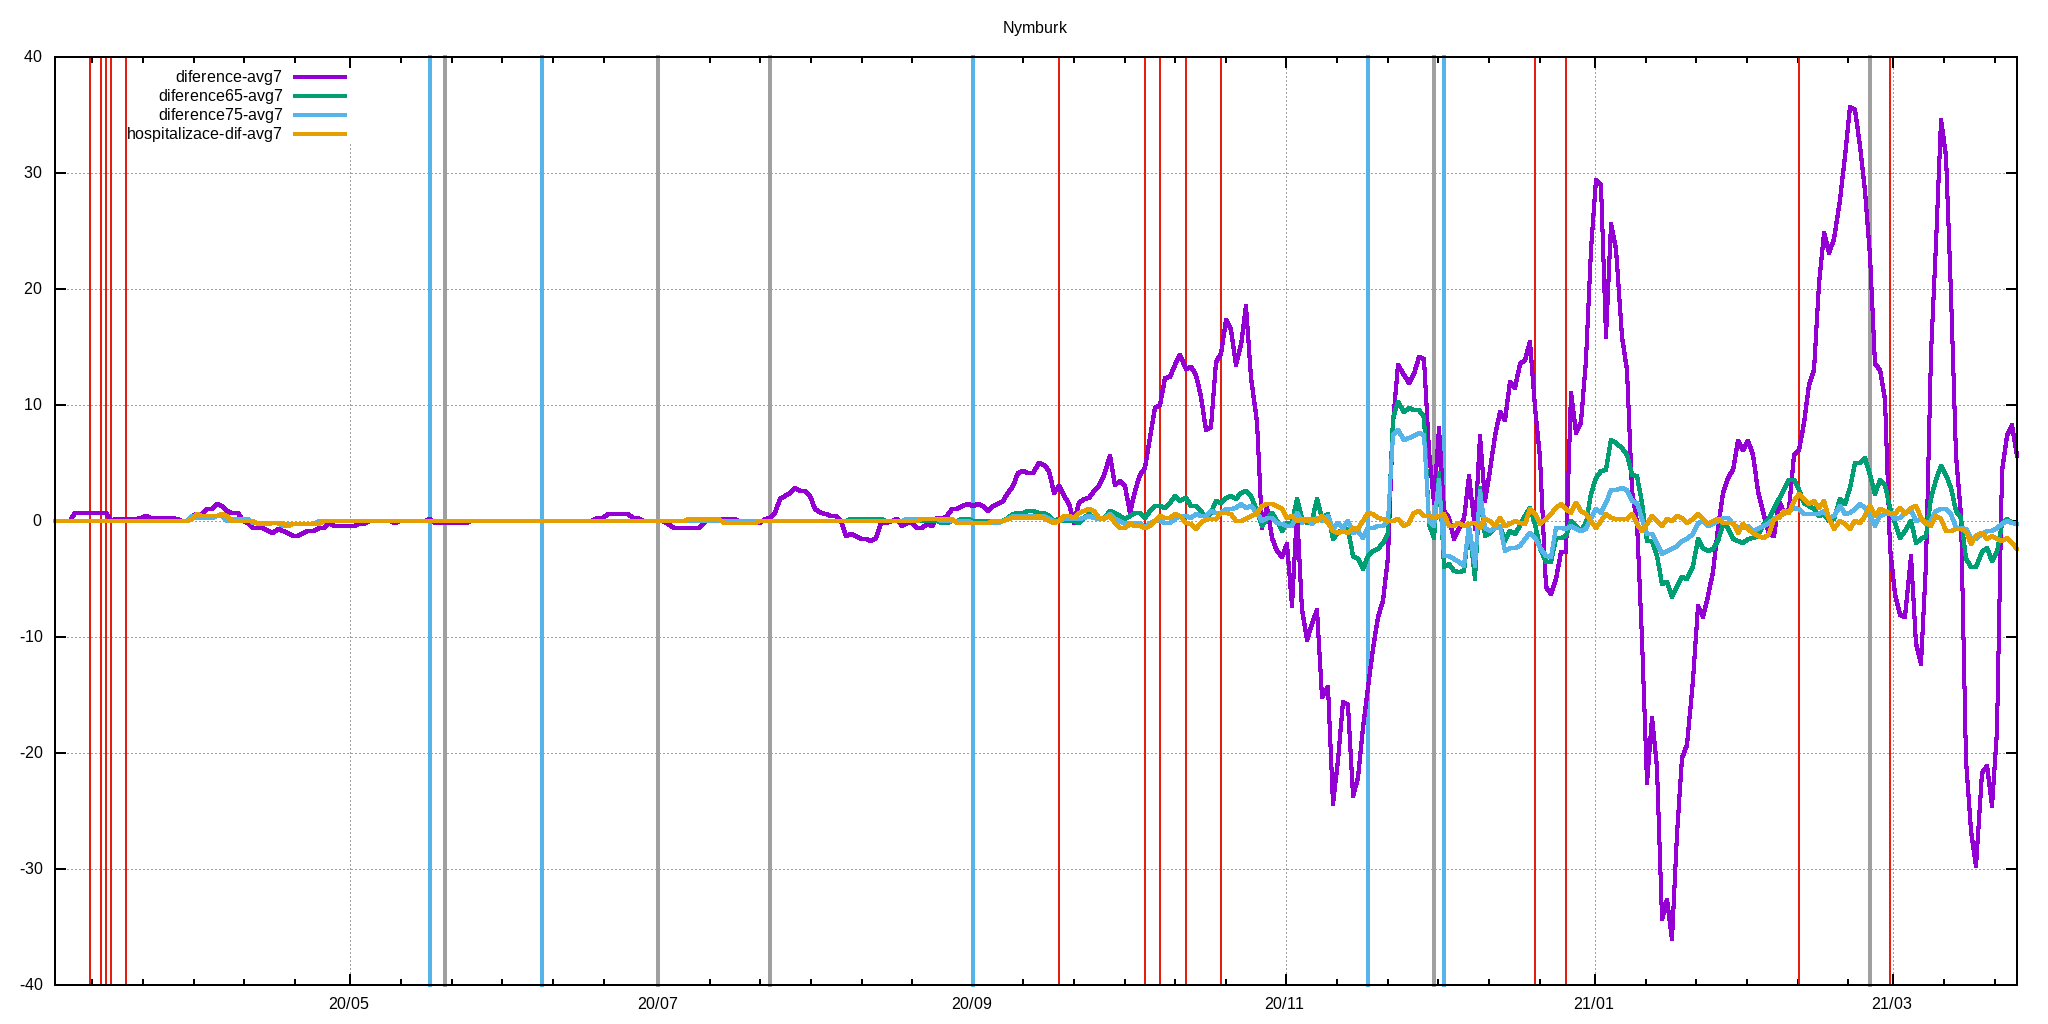 Nymburk
diference-avg7
diference65-avg7
diference75-avg7
hospitalizace-dif-avg7
40
30
20
10
0
-10
-20
-30
-40
20/05 20/07 20/09 20/11 21/01 21/03